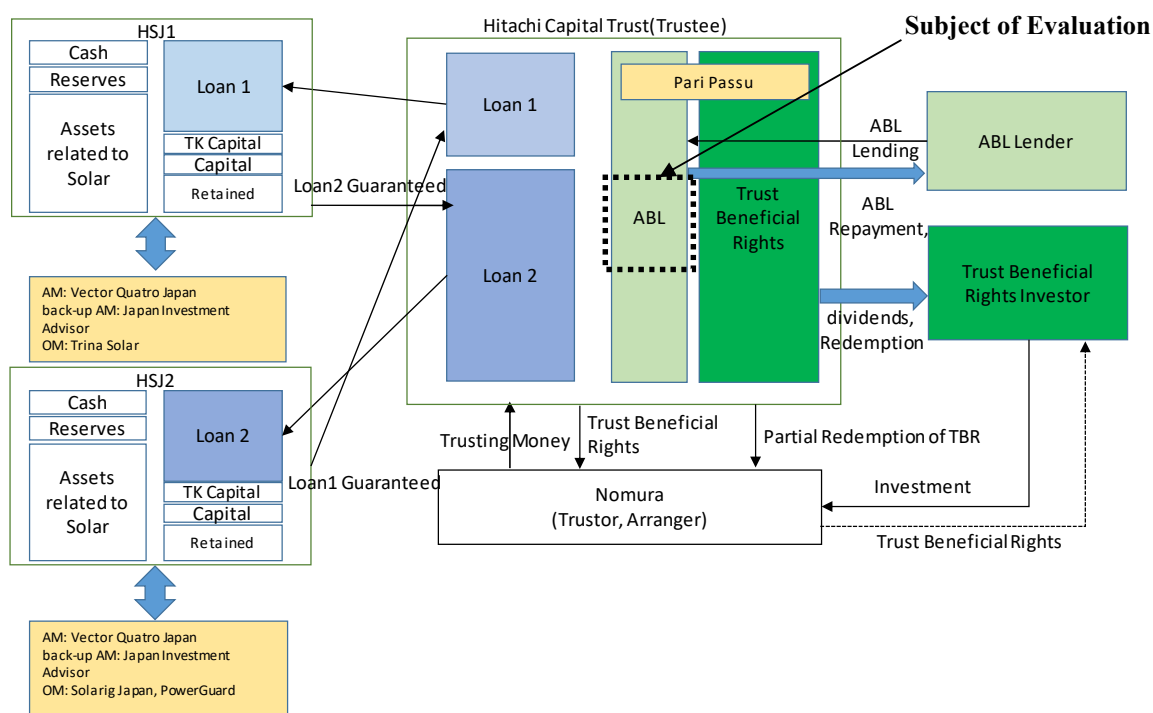 HSJ1
Cash
Reserves
Assets
related to
Solar
Loan 1
TK Capital
Capital
Retained
AM: Vector Quatro Japan
back-up AM: Japan Investment
Advisor
OM: Trina Solar
HSJ2
Cash
Reserves
Assets
related to
Solar
Loan 2
TK Capital
Capital
Retained
AM: Vector Quatro Japan
back-up AM: Japan Investment
Advisor
OM: Solarig Japan, PowerGuard
Loan2 Guaranteed
Loan1 Guaranteed
Hitachi Capital Trust(Trustee)
Loan 1
Loan 2
Pari Passu
ABL
Trust
Beneficial
Rights
Subject of Evaluation
ABL
Lending
ABL Lender
ABL
Repayment,
Trust Beneficial
Rights Investor
dividends,
Redemption
Trusting Money
Trust Beneficial
Rights
Partial Redemption of TBR
Nomura
(Trustor, Arranger)
Investment
Trust Beneficial Rights